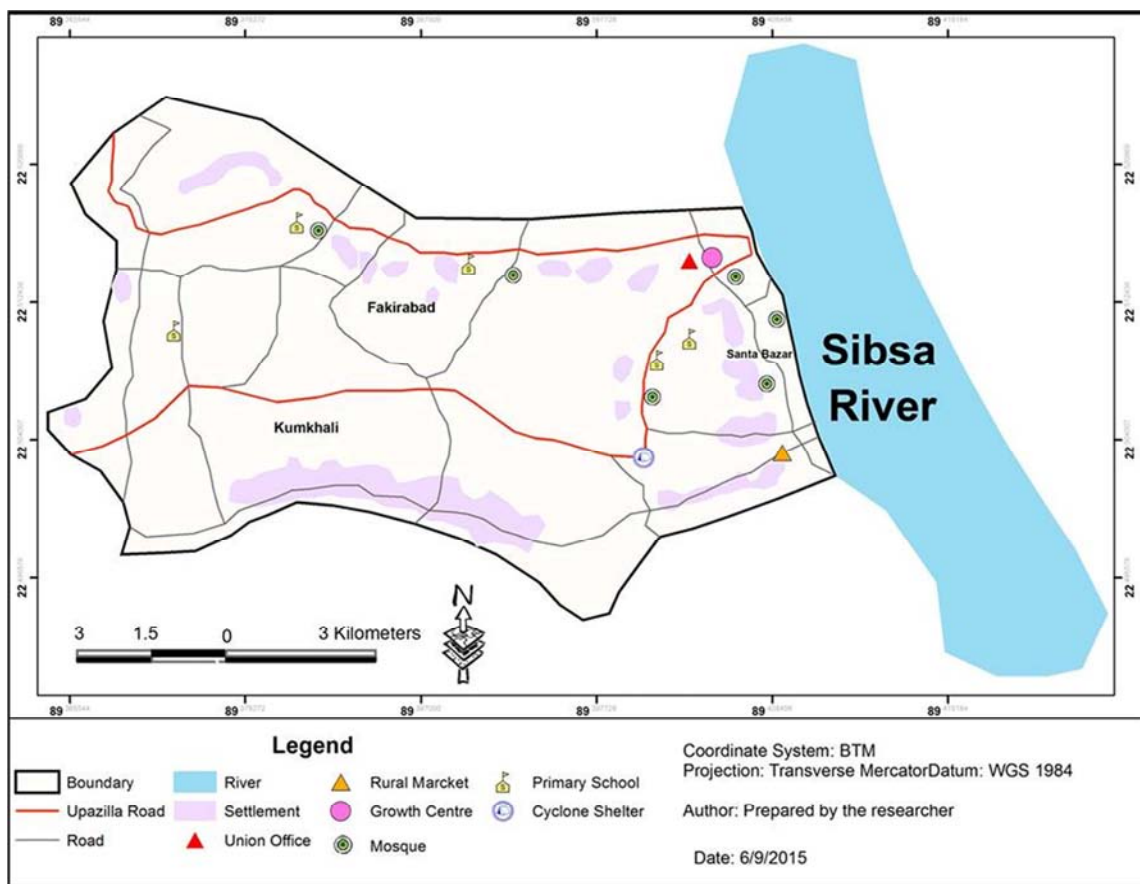 89 89 89 89 89 89
22 22
22 22
22 22
22 22
Fakirabad
Santa Bazar
Kumkhali
Sibsa
River
N
3 1.5 0 3 Kilometers
89 89 89 89 89 89
Legend
Boundary
Upazilla Road
Road
River
Settlement
Union Office
Rural Marcket
Growth Centre
Mosque
Primary School
Cyclone Shelter
Coordinate System: BTM
Projection: Transverse MercatorDatum: WGS 1984
Author: Prepared by the researcher
Date: 6/9/2015